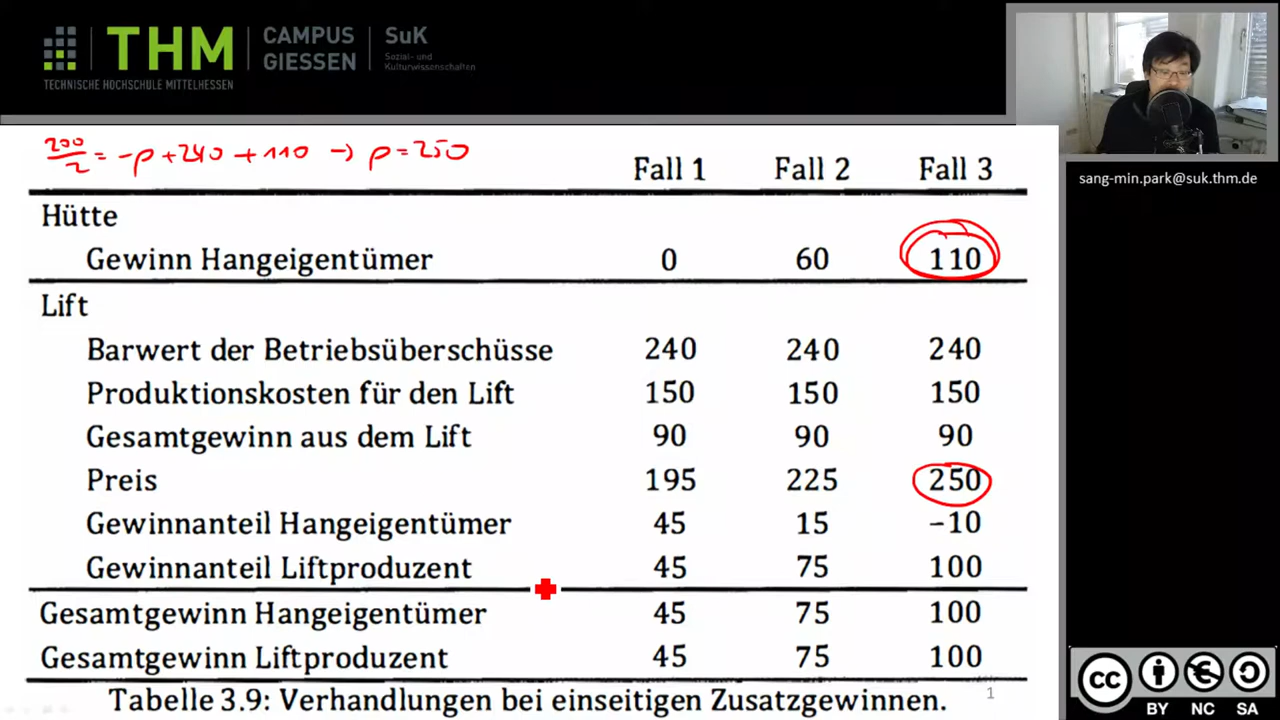 THM
TECHNISCHE HOCHSCHULE MITTELHESSEN
CAMPUS
GIESSEN
SuK
Sozial- und
Kulturwissenschaften
sang-min.park@suk.thm.de
200/2 = -p + 240 + 110 → p = 250
Fall 1 Fall 2 Fall 3
Hütte
Gewinn Hangeigentümer 0 60 110
Lift
Barwert der Betriebsüberschüsse 240 240 240
Produktionskosten für den Lift 150 150 150
Gesamtgewinn aus dem Lift 90 90 90
Preis 195 225 250
Gewinnanteil Hangeigentümer 45 15 −10
Gewinnanteil Liftproduzent 45 75 100
Gesamtgewinn Hangeigentümer 45 75 100
Gesamtgewinn Liftproduzent 45 75 100
Tabelle 3.9: Verhandlungen bei einseitigen Zusatzgewinnen.
1
cc
BY NC SA